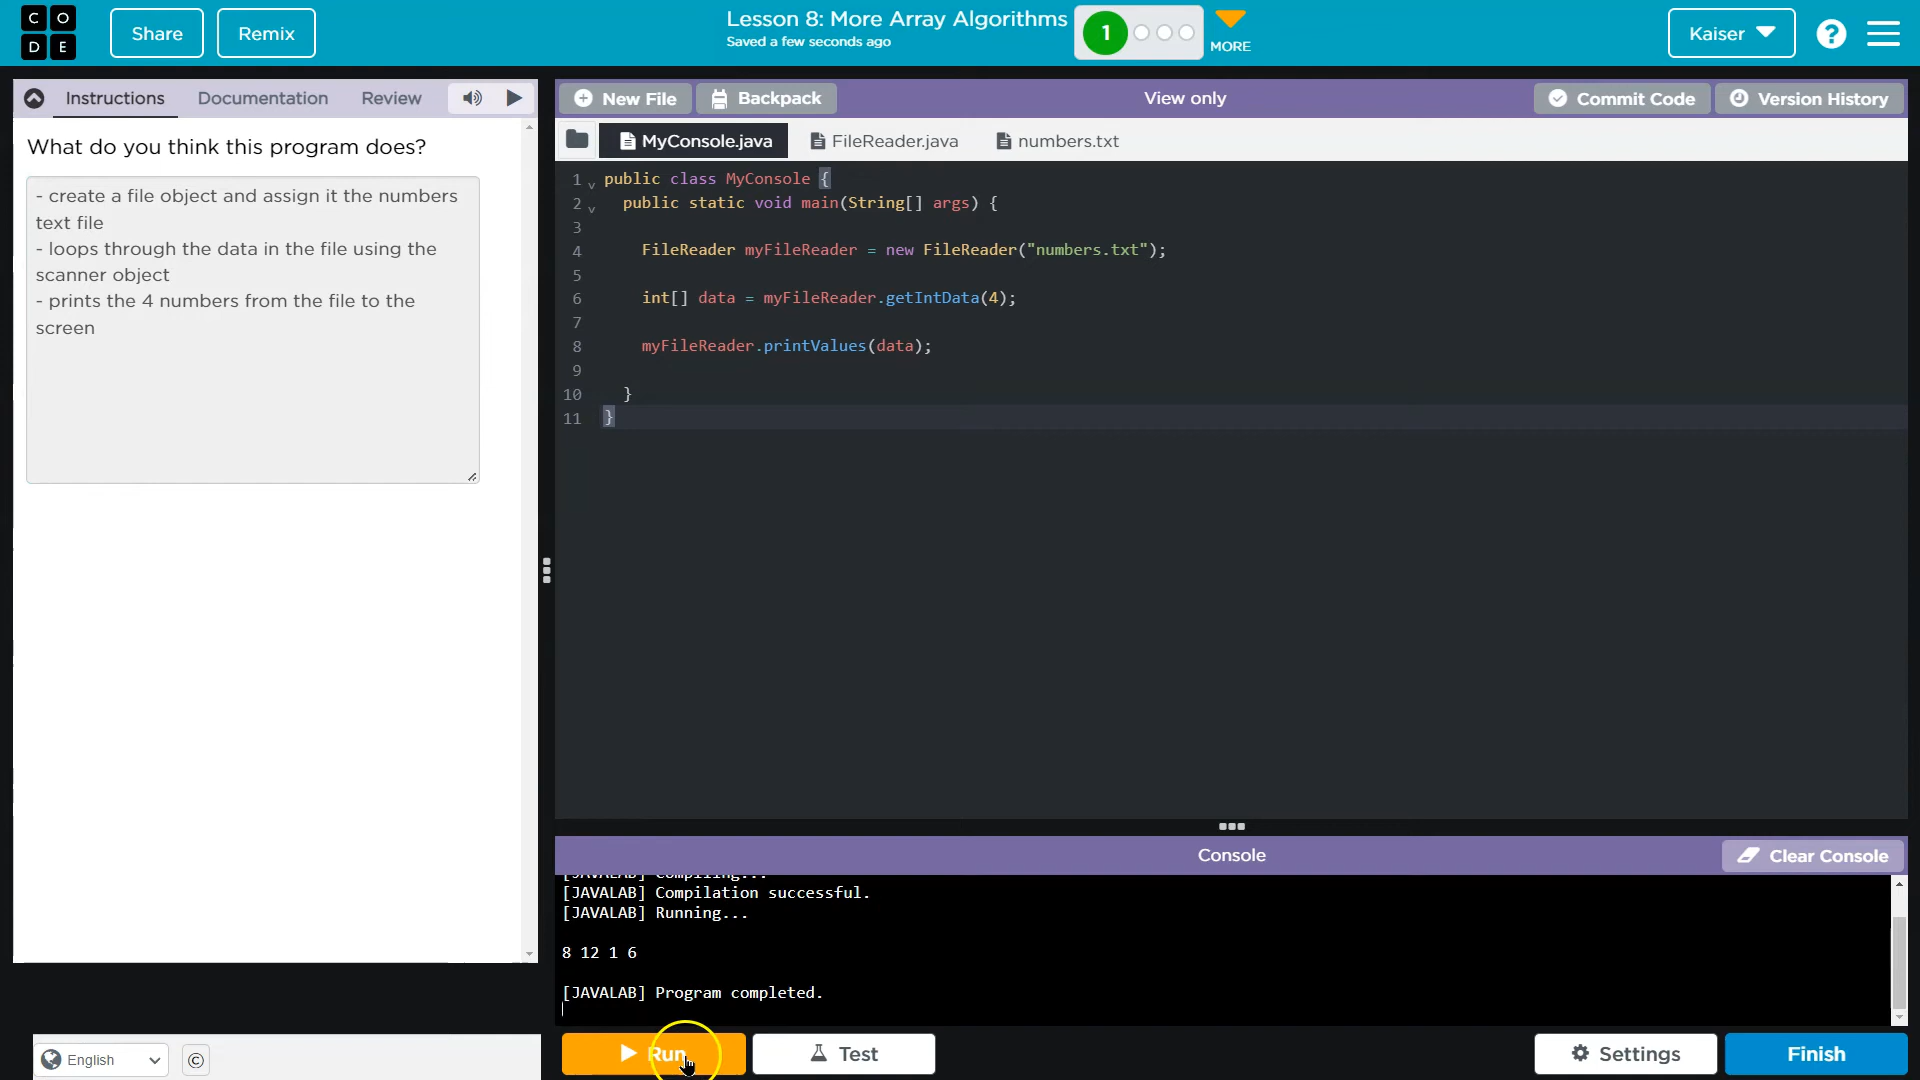 C O
D E
Share
Remix
Lesson 8: More Array Algorithms
Saved a few seconds ago
1
MORE
Kaiser
?
Instructions
Documentation
Review
New File
Backpack
View only
Commit Code
Version History
MyConsole.java
FileReader.java
numbers.txt
What do you think this program does?
- create a file object and assign it the numbers
text file
- loops through the data in the file using the
scanner object
- prints the 4 numbers from the file to the
screen
1 public class MyConsole {
2 public static void main(String[] args) {
3
4 FileReader myFileReader = new FileReader("numbers.txt");
5
6 int[] data = myFileReader.getIntData(4);
7
8 myFileReader.printValues(data);
9
10 }
11 }
Console
Clear Console
[JAVALAB] Compiling...
[JAVALAB] Compilation successful.
[JAVALAB] Running...
8 12 1 6
[JAVALAB] Program completed.
English
©
Run
Test
Settings
Finish